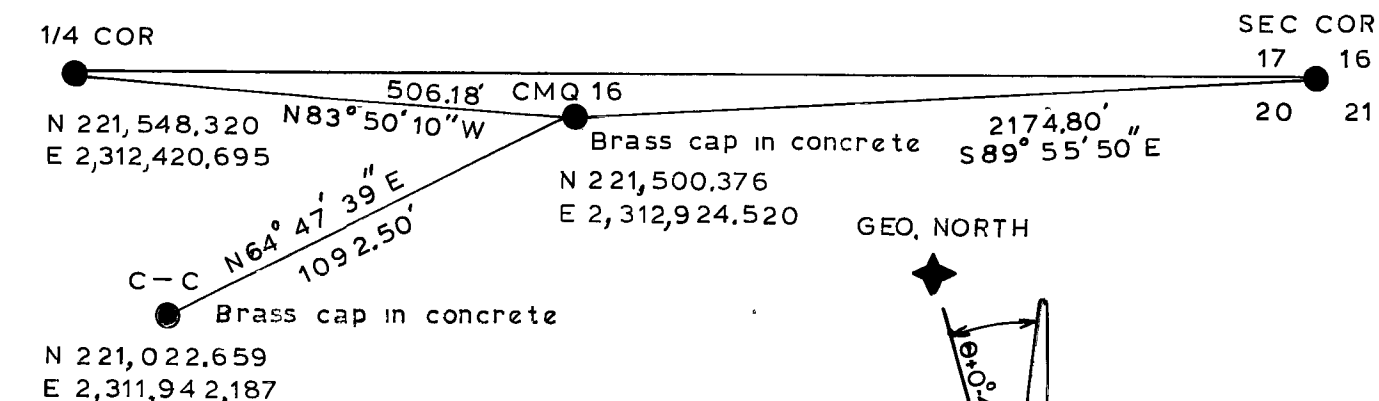 1/4 COR
SEC COR
17 16
20 21
506.18'
N83° 50' 10" W
CMQ 16
Brass cap in concrete
N 221,500.376
E 2,312,924.520
2174.80'
S89° 55' 50" E
N 221,548.320
E 2,312,420.695
N64° 47' 39" E
1092.50'
GEO. NORTH
C-C
Brass cap in concrete
N 221,022.659
E 2,311,942.187
θ+0°